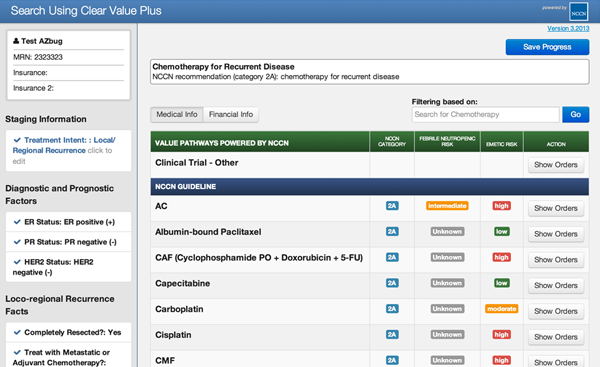 Search Using Clear Value Plus
powered by
NCCN
Version 3.2013
Test AZbug
MRN: 2323323
Insurance:
Insurance 2:
Staging Information
Treatment Intent: : Local/
Regional Recurrence click to
edit
Diagnostic and Prognostic
Factors
ER Status: ER positive (+)
PR Status: PR negative (-)
HER2 Status: HER2
negative (-)
Loco-regional Recurrence
Facts
Completely Resected?: Yes
Treat with Metastatic or
Adjuvant Chemotherapy?:
Save Progress
Chemotherapy for Recurrent Disease
NCCN recommendation (category 2A): chemotherapy for recurrent disease
Medical Info Financial Info
Filtering based on:
Search for Chemotherapy Go
VALUE PATHWAYS POWERED BY NCCN NCCN CATEGORY FEBRILE NEUTROPENIC RISK EMETIC RISK ACTION
Clinical Trial - Other Show Orders
NCCN GUIDELINE
AC 2A intermediate high Show Orders
Albumin-bound Paclitaxel 2A Unknown low Show Orders
CAF (Cyclophosphamide PO + Doxorubicin + 5-FU) 2A Unknown high Show Orders
Capecitabine 2A Unknown low Show Orders
Carboplatin 2A Unknown moderate Show Orders
Cisplatin 2A Unknown high Show Orders
CMF 2A Unknown high Show Orders